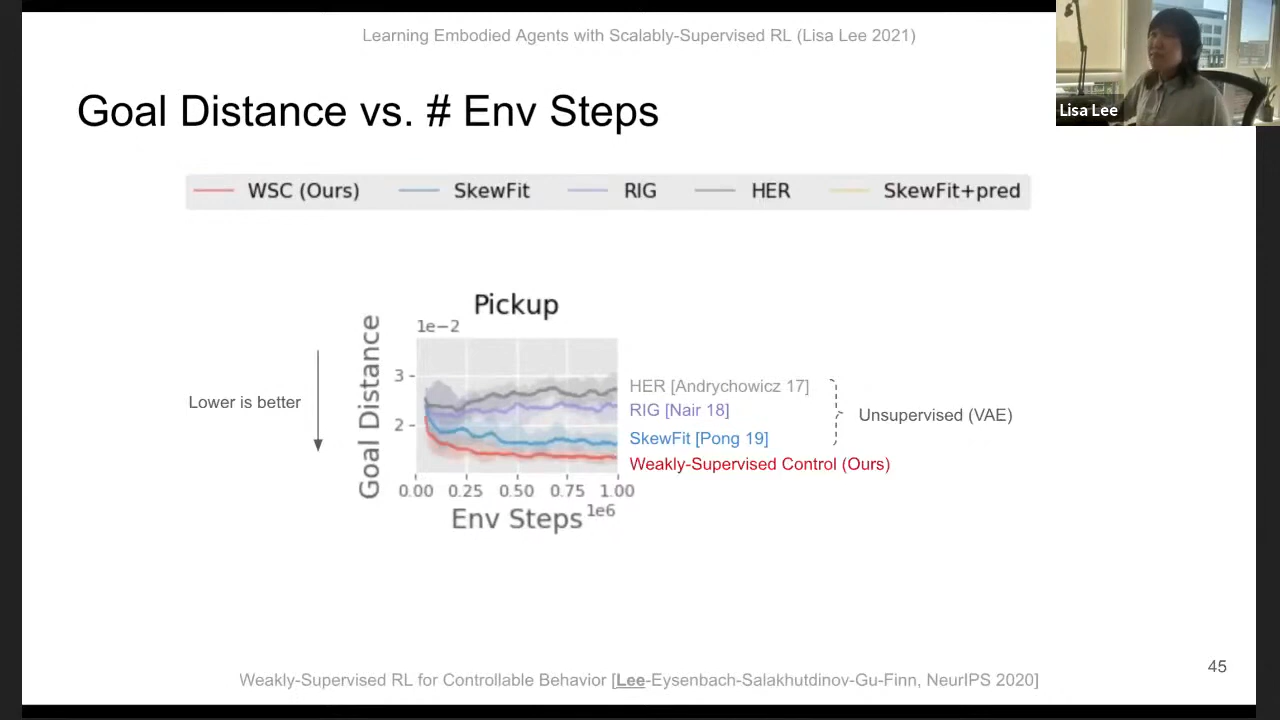 Learning Embodied Agents with Scalably-Supervised RL (Lisa Lee 2021)
Lisa Lee
Goal Distance vs. # Env Steps
WSC (Ours) SkewFit RIG HER SkewFit+pred
Pickup
1e−2
Goal Distance
3
2
Lower is better
HER [Andrychowicz 17]
RIG [Nair 18]
SkewFit [Pong 19]
Weakly-Supervised Control (Ours)
Unsupervised (VAE)
0.00 0.25 0.50 0.75 1.00
Env Steps 1e6
45
Weakly-Supervised RL for Controllable Behavior [Lee-Eysenbach-Salakhutdinov-Gu-Finn, NeurIPS 2020]